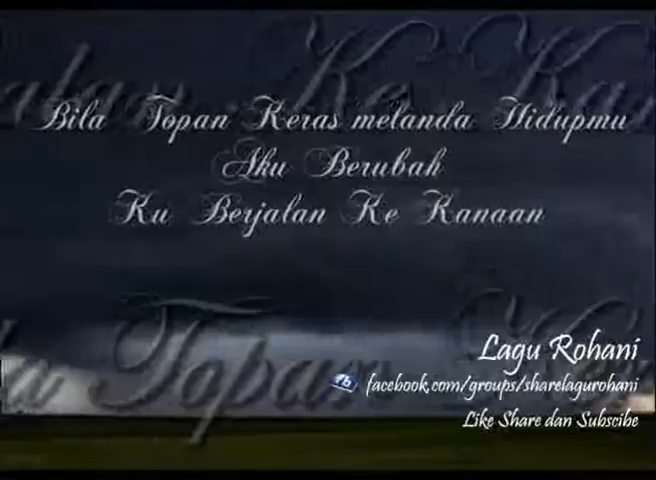 Bila Topan Keras melanda Hidupmu
Aku Berubah
Ku Berjalan Ke Kanaan
Topan
Lagu Rohani
facebook.com/groups/sharelagurohani
Like Share dan Subscibe